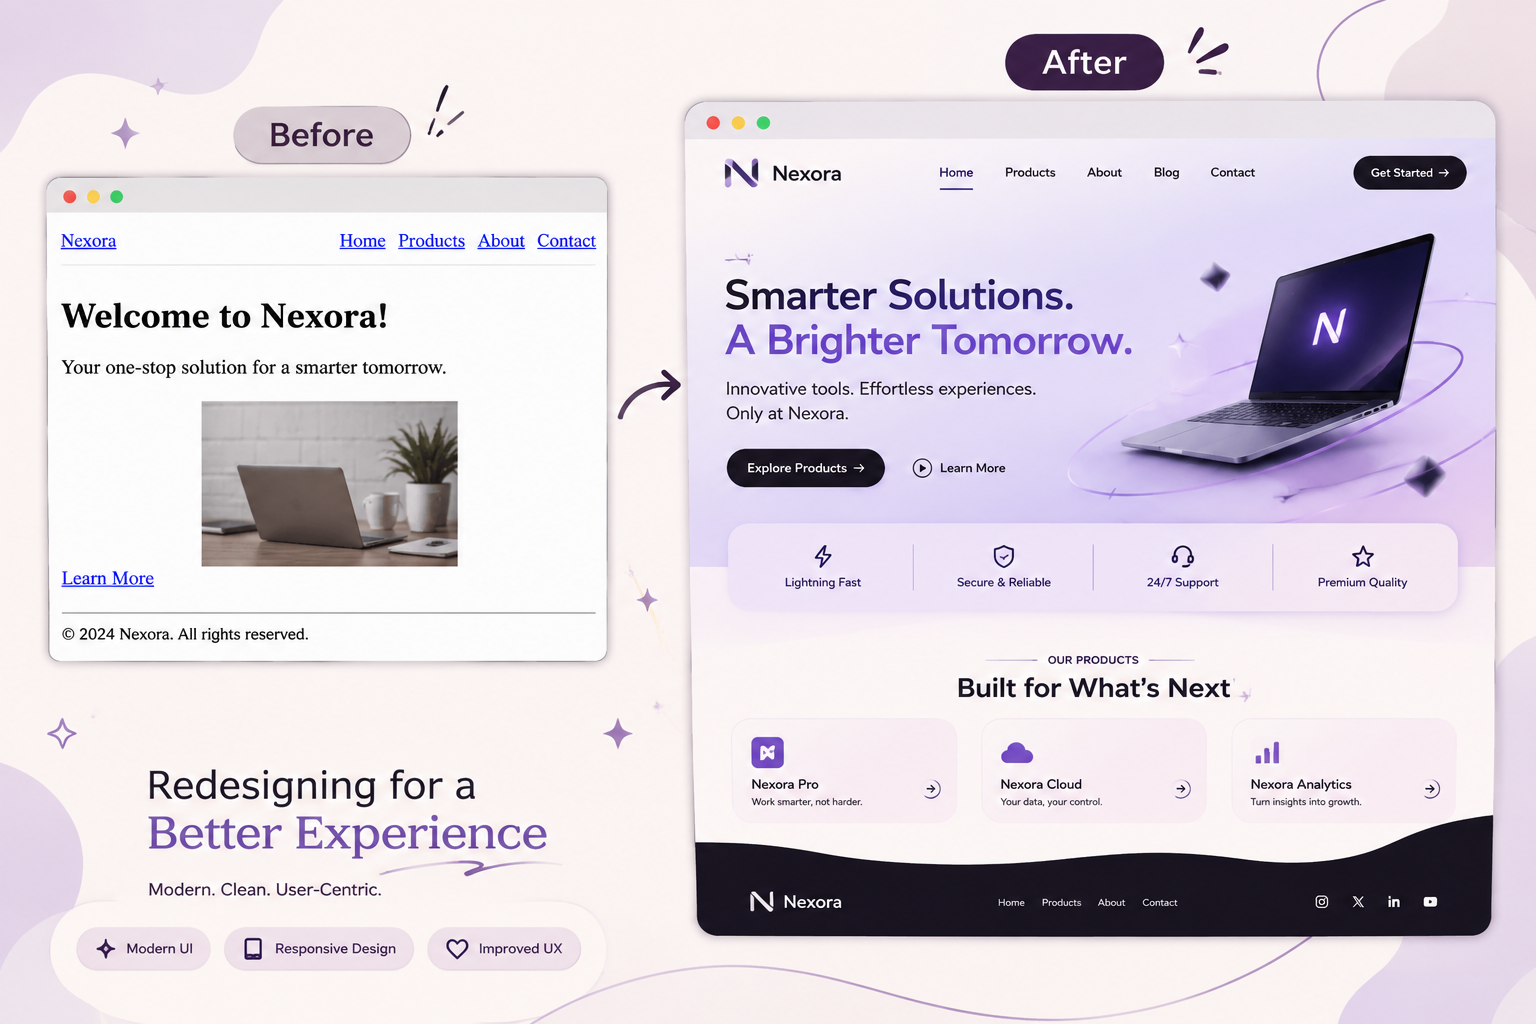 Before
Nexora
Home Products About Contact
Welcome to Nexora!
Your one-stop solution for a smarter tomorrow.
Learn More
© 2024 Nexora. All rights reserved.
Redesigning for a
Better Experience
Modern. Clean. User-Centric.
Modern UI
Responsive Design
Improved UX
After
N Nexora
Home Products About Blog Contact
Get Started →
Smarter Solutions.
A Brighter Tomorrow.
Innovative tools. Effortless experiences.
Only at Nexora.
Explore Products →
Learn More
N
Lightning Fast
Secure & Reliable
24/7 Support
Premium Quality
OUR PRODUCTS
Built for What's Next
Nexora Pro
Work smarter, not harder.
Nexora Cloud
Your data, your control.
Nexora Analytics
Turn insights into growth.
N Nexora
Home Products About Contact
X in